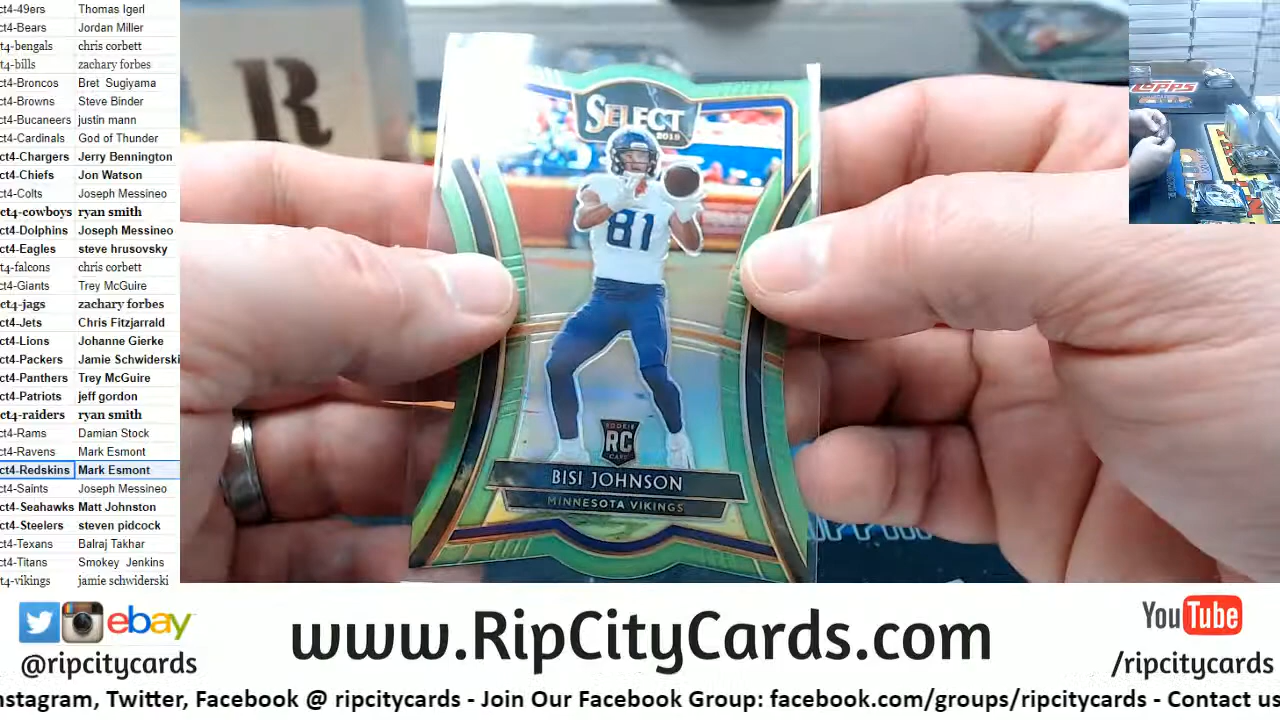 ct4-49ers Thomas Igerl
ct4-Bears Jordan Miller
ct4-bengals chris corbett
ct4-bills zachary forbes
ct4-Broncos Bret Sugiyama
ct4-Browns Steve Binder
ct4-Bucaneers justin mann
ct4-Cardinals God of Thunder
ct4-Chargers Jerry Bennington
ct4-Chiefs Jon Watson
ct4-Colts Joseph Messineo
ct4-cowboys ryan smith
ct4-Dolphins Joseph Messineo
ct4-Eagles steve hrusovsky
ct4-falcons chris corbett
ct4-Giants Trey McGuire
ct4-jags zachary forbes
ct4-Jets Chris Fitzjarrald
ct4-Lions Johanne Gierke
ct4-Packers Jamie Schwiderski
ct4-Panthers Trey McGuire
ct4-Patriots jeff gordon
ct4-raiders ryan smith
ct4-Rams Damian Stock
ct4-Ravens Mark Esmont
ct4-Redskins Mark Esmont
ct4-Saints Joseph Messineo
ct4-Seahawks Matt Johnston
ct4-Steelers steven pidcock
ct4-Texans Balraj Takhar
ct4-Titans Smokey Jenkins
t4-vikings jamie schwiderski
R
SELECT
2019
81
ROOKIE
RC
CARD
BISI JOHNSON
MINNESOTA VIKINGS
TOPPS
ebay
@ripcitycards
www.RipCityCards.com
YouTube
/ripcitycards
nstagram, Twitter, Facebook @ ripcitycards - Join Our Facebook Group: facebook.com/groups/ripcitycards - Contact us